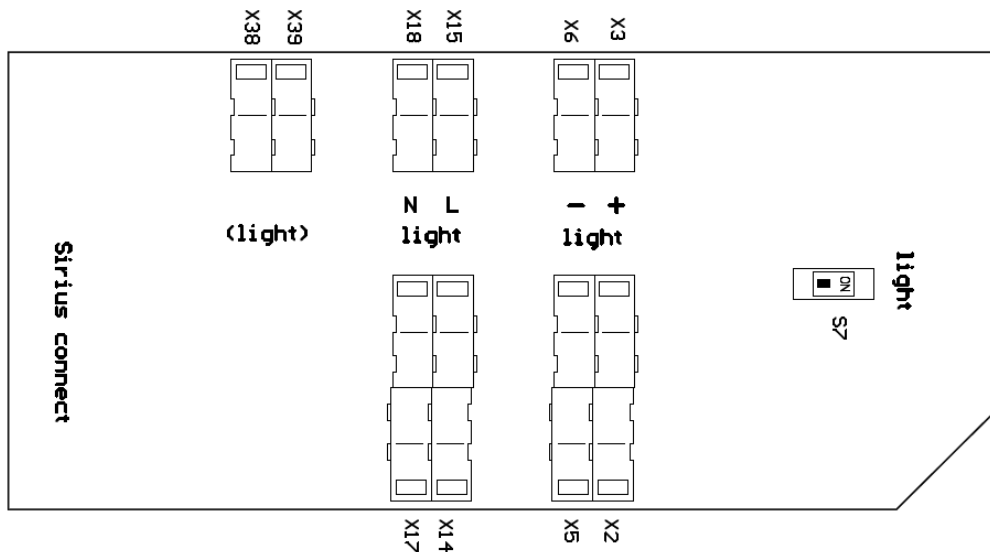 X38 X39 X18 X15 X6 X3
N L - +
(light) light light
Sirius connect
light
ON
S7
X17 X14 X5 X2